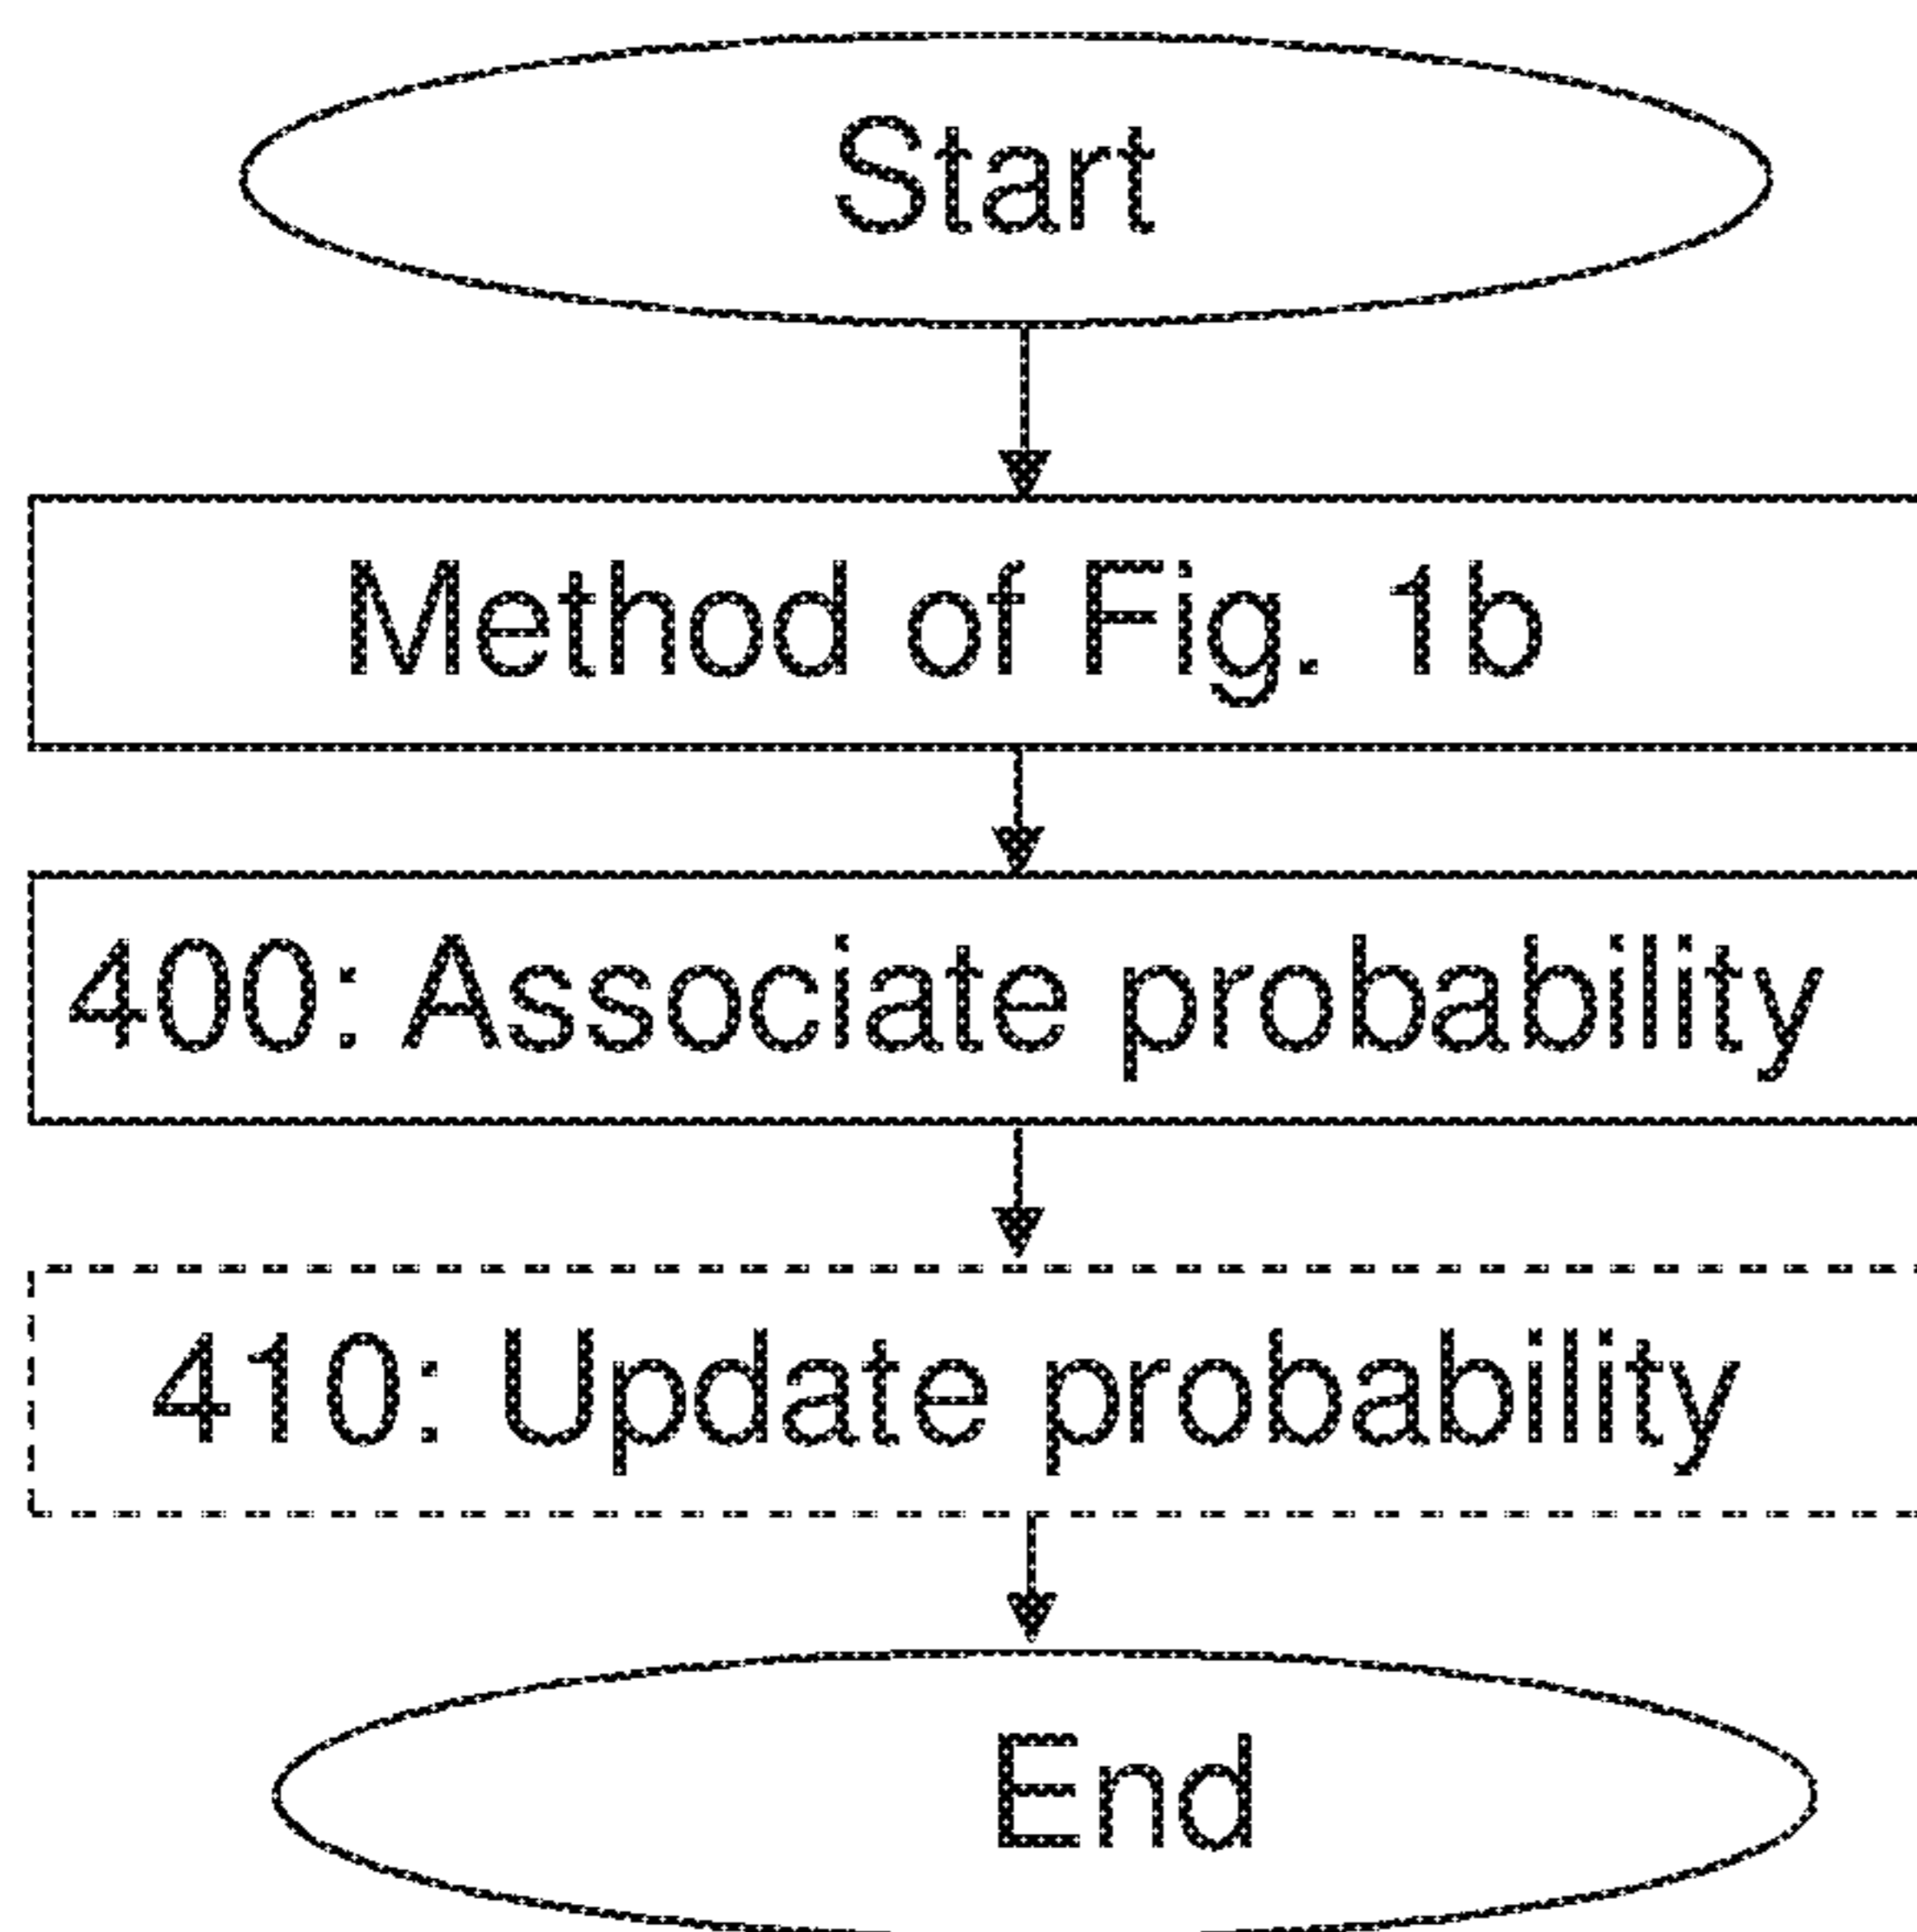 Start
Method of Fig. 1b
400: Associate probability
410: Update probability
End